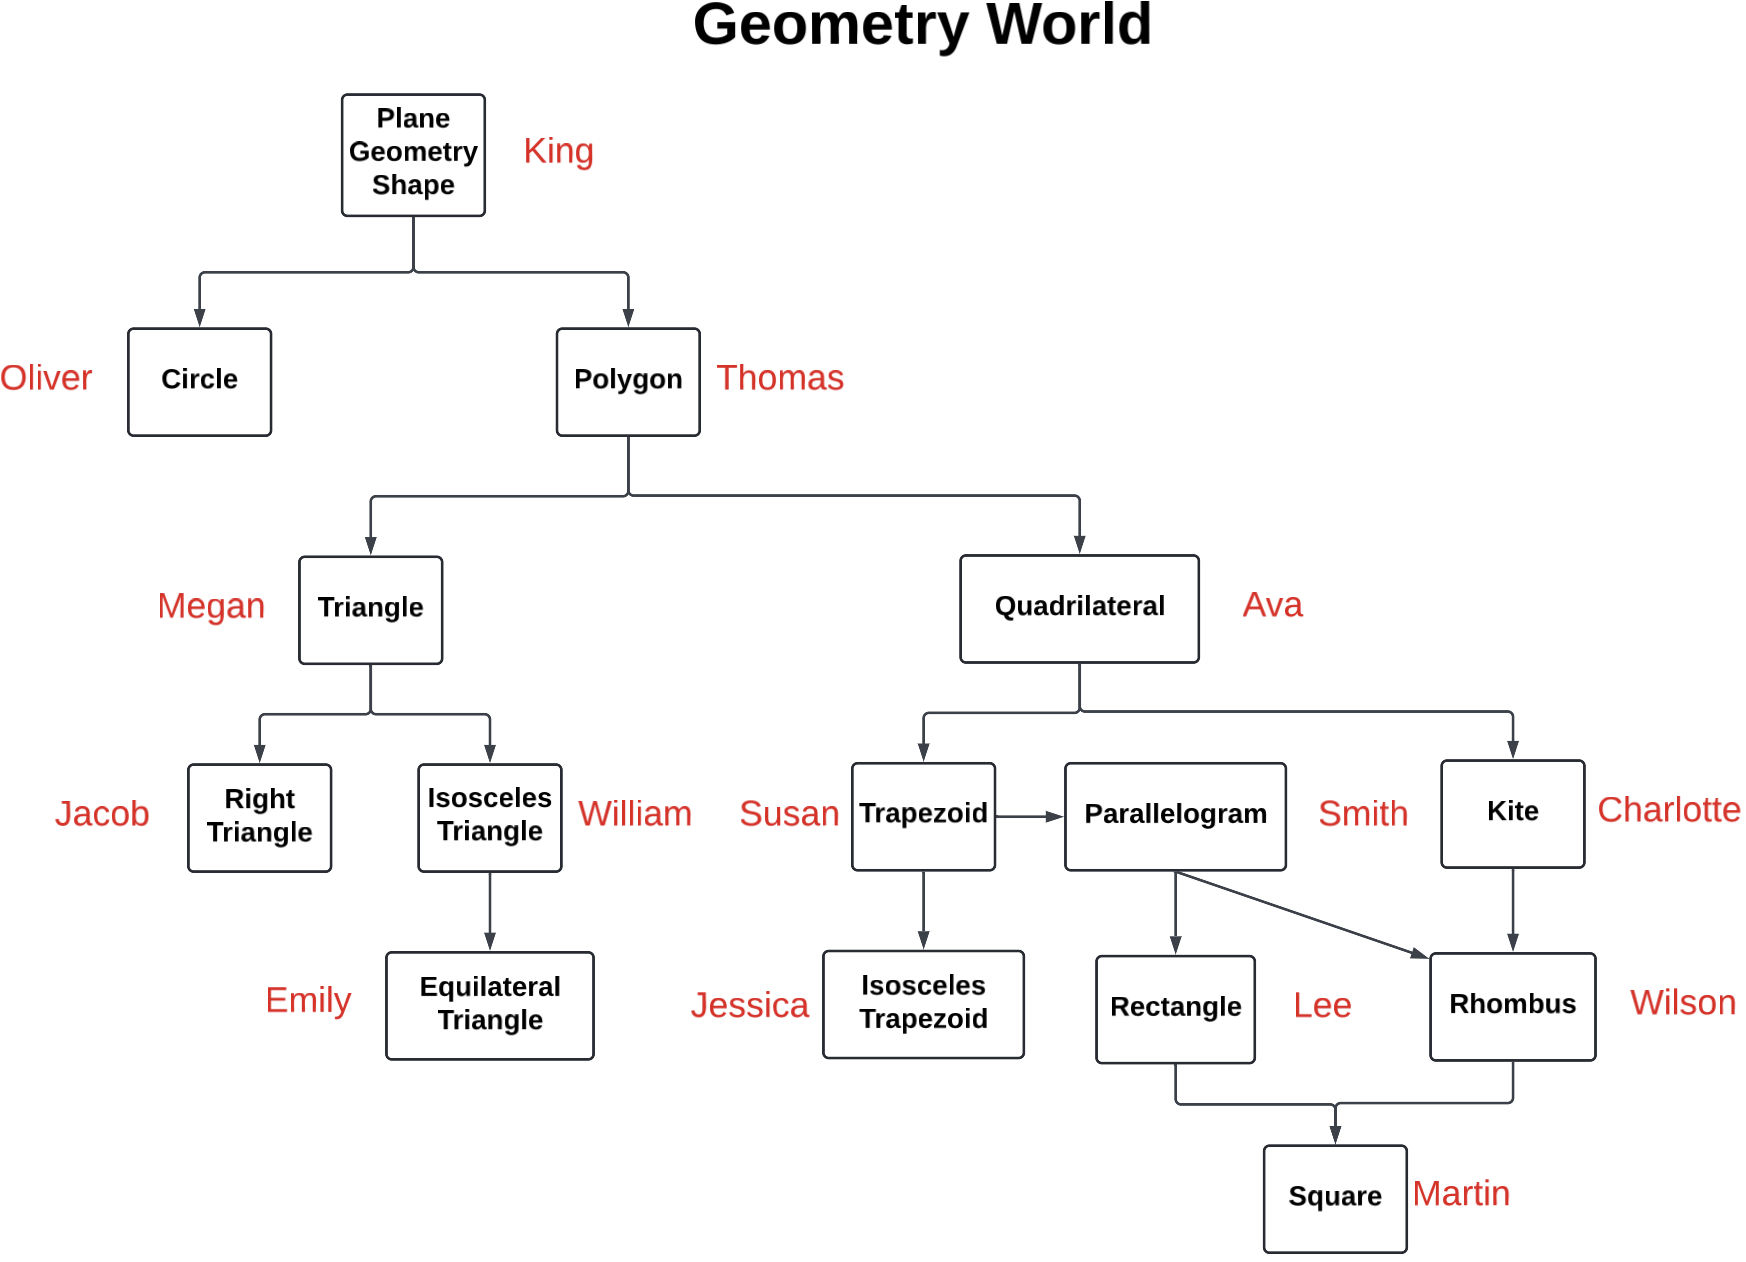 Geometry World
Plane
Geometry
Shape
King
Oliver
Circle
Polygon
Thomas
Megan
Triangle
Quadrilateral
Ava
Jacob
Right
Triangle
Isosceles
Triangle
William
Susan
Trapezoid
Parallelogram
Smith
Kite
Charlotte
Emily
Equilateral
Triangle
Jessica
Isosceles
Trapezoid
Rectangle
Lee
Rhombus
Wilson
Square
Martin